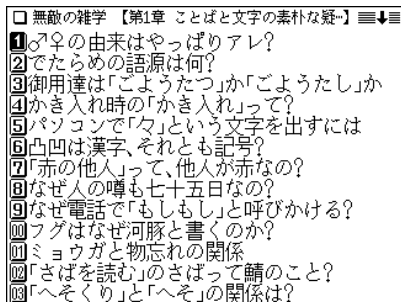 □ 無敵の雑学 【第1章 ことばと文字の素朴な疑…】
1 ♂♀の由来はやっぱりアレ?
2 でたらめの語源は何?
3 御用達は「ごようたつ」か「ごようたし」か
4 かき入れ時の「かき入れ」って?
5 パソコンで「々」という文字を出すには
6 凸凹は漢字、それとも記号?
7 「赤の他人」って、他人が赤なの?
8 なぜ人の噂も七十五日なの?
9 なぜ電話で「もしもし」と呼びかける?
00 フグはなぜ河豚と書くのか?
01 ミョウガと物忘れの関係
02 「さばを読む」のさばって鯖のこと?
03 「へそくり」と「へそ」の関係は?